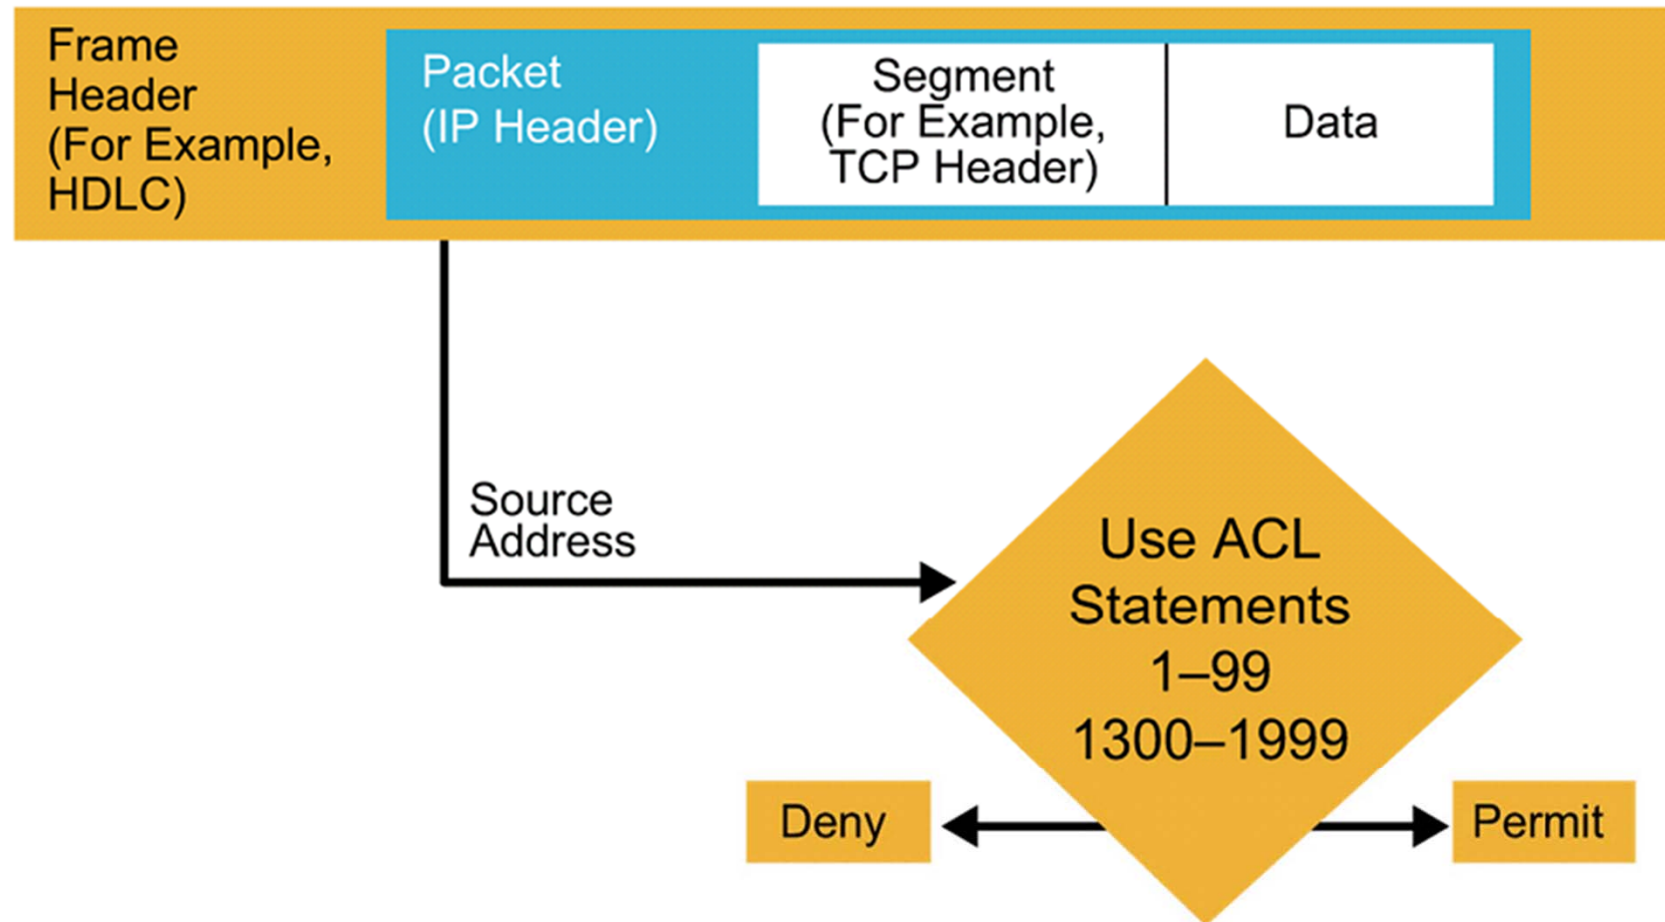 Frame
Header
(For Example,
HDLC)
Packet
(IP Header)
Segment
(For Example,
TCP Header)
Data
Source
Address
Use ACL
Statements
1–99
1300–1999
Deny
Permit